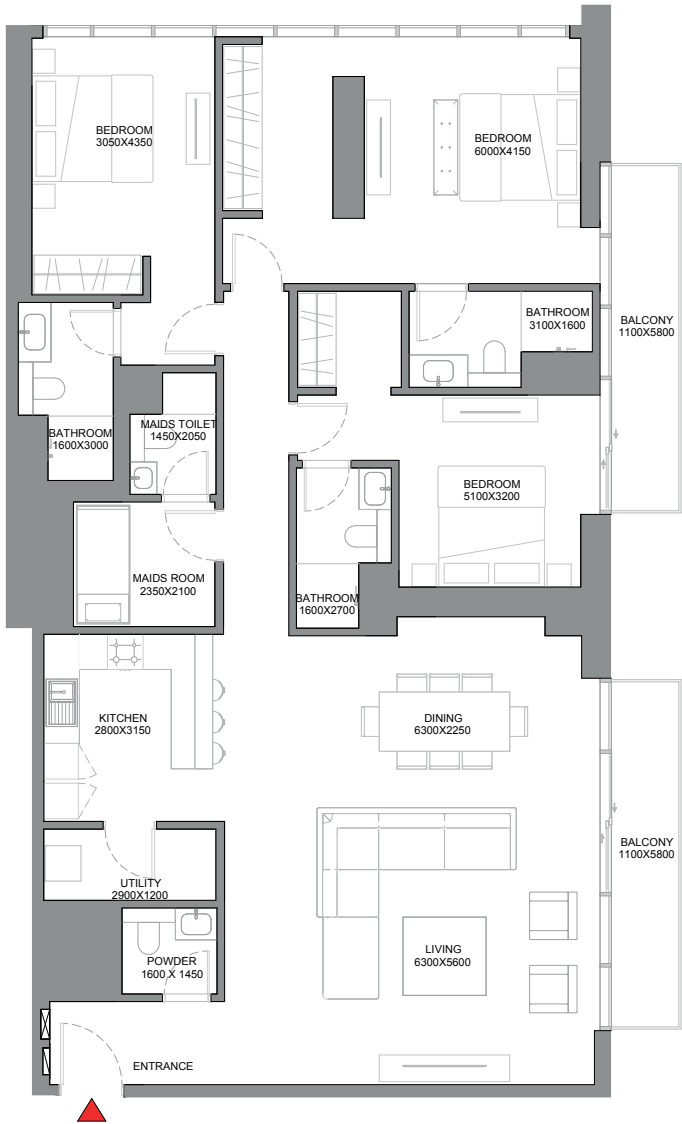 BEDROOM
3050X4350
BEDROOM
6000X4150
BATHROOM
3100X1600
BALCONY
1100X5800
MAIDS TOILET
1450X2050
BATHROOM
1600X3000
BEDROOM
5100X3200
MAIDS ROOM
2350X2100
BATHROOM
1600X2700
KITCHEN
2800X3150
DINING
6300X2250
BALCONY
1100X5800
UTILITY
2900X1200
LIVING
6300X5600
POWDER
1600 X 1450
ENTRANCE